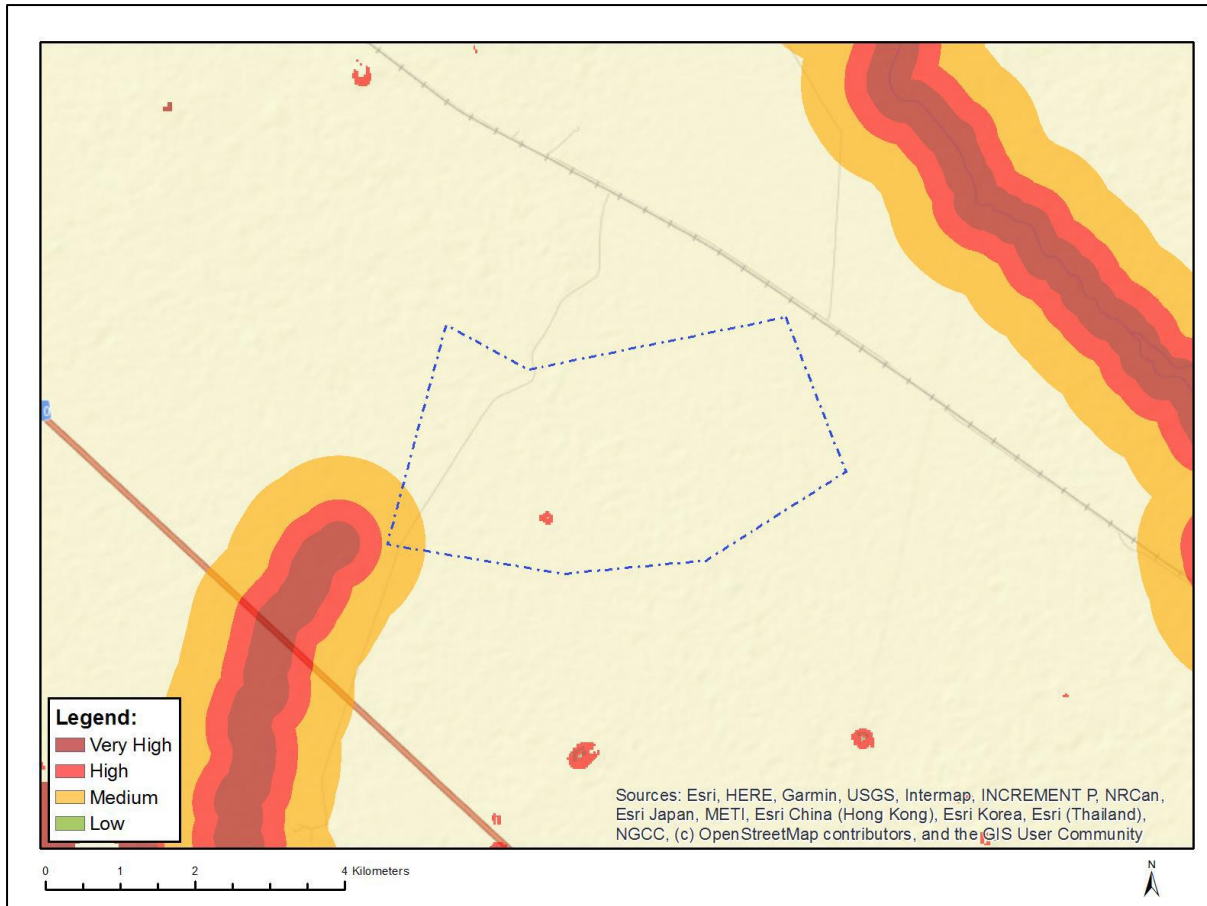 Legend:
Very High
High
Medium
Low
Sources: Esri, HERE, Garmin, USGS, Intermap, INCREMENT P, NRCan,
Esri Japan, METI, Esri China (Hong Kong), Esri Korea, Esri (Thailand),
NGCC, (c) OpenStreetMap contributors, and the GIS User Community
0 1 2 4 Kilometers
N